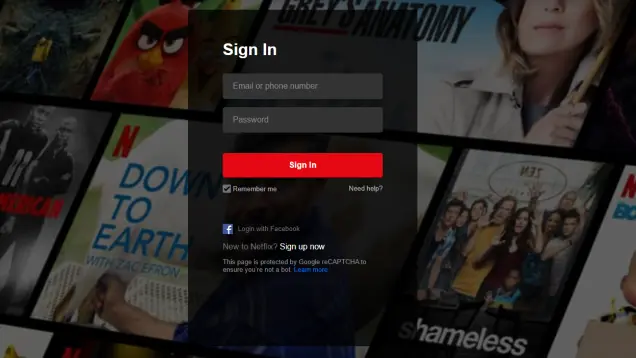 GREY'S ANATOMY
Sign In
Email or phone number
Password
Sign In
Remember me
Need help?
Login with Facebook
New to Neflix? Sign up now
This page is protected by Google reCAPTCHA to
ensure you're not a bot. Learn more
N
DOWN
TO
EARTH
WITH ZAC EFRON
ERICAN
shameless
N
N